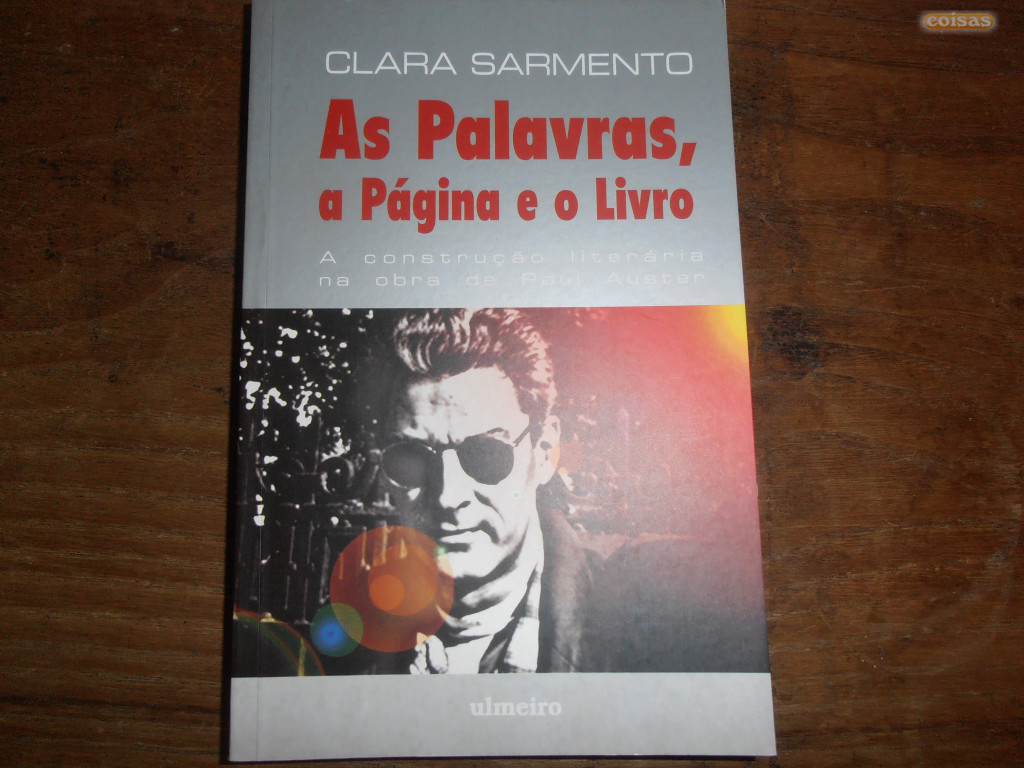 coisas
CLARA SARMENTO
As Palavras,
a Página e o Livro
A construção literária
na obra de Paul Auster
ulmeiro